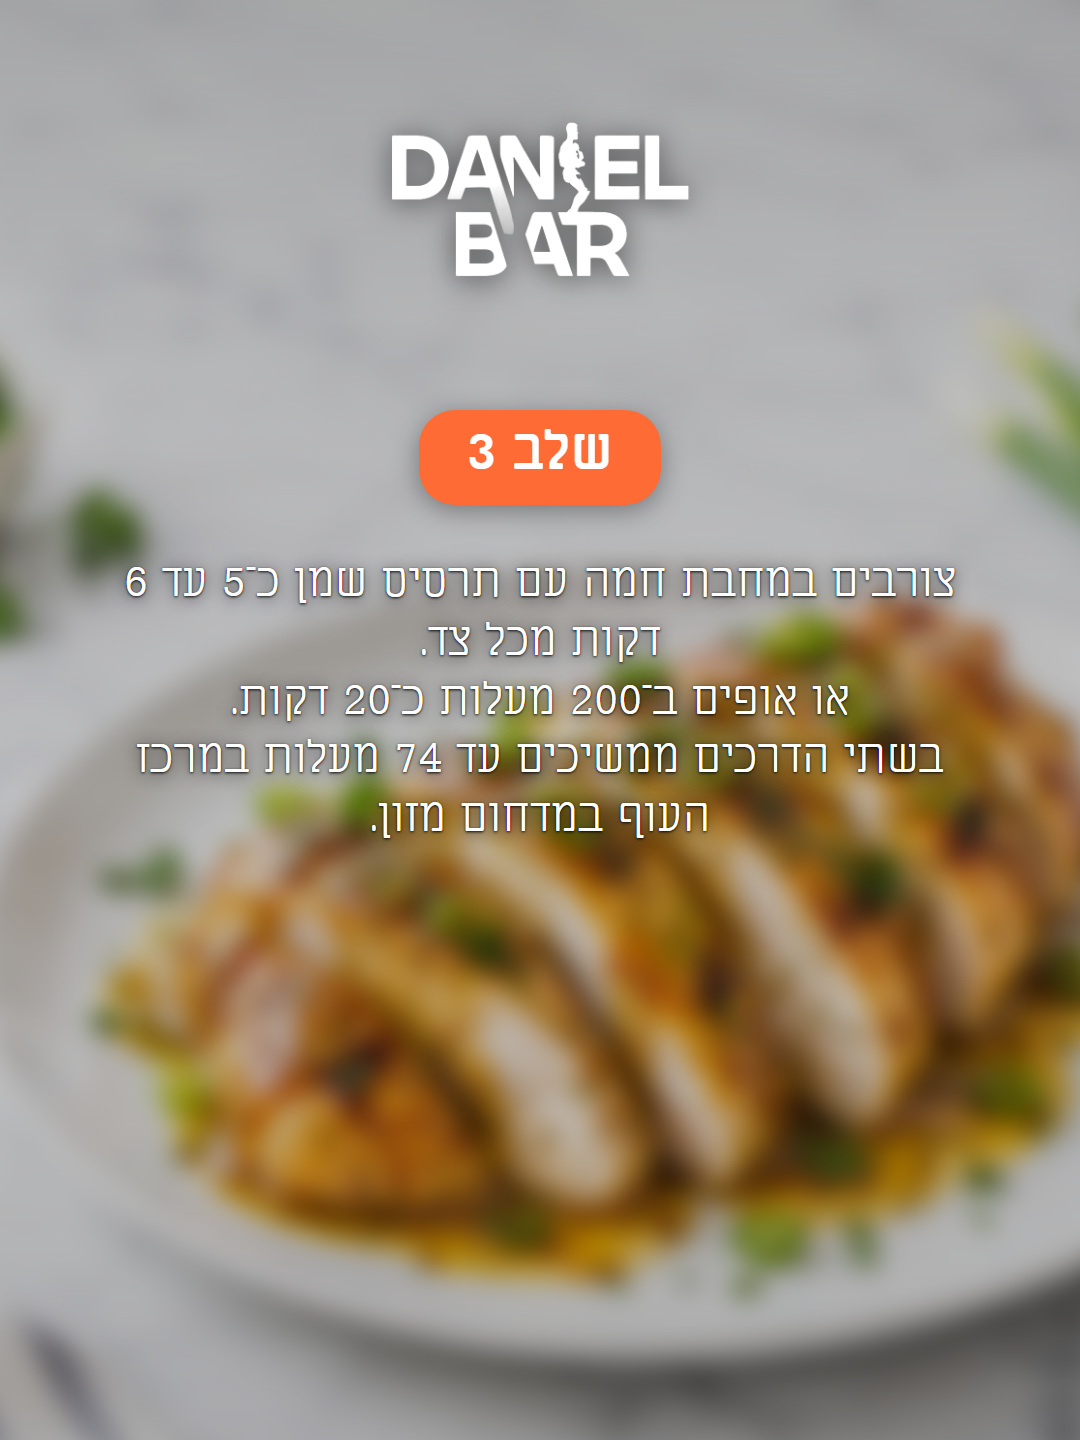 DANIEL
BAR
שלב 3
צורבים במחבת חמה עם תרסיס שמן כ־5 עד 6
דקות מכל צד.
או אופים ב־200 מעלות כ־20 דקות.
בשתי הדרכים ממשיכים עד 74 מעלות במרכז
העוף במדחום מזון.